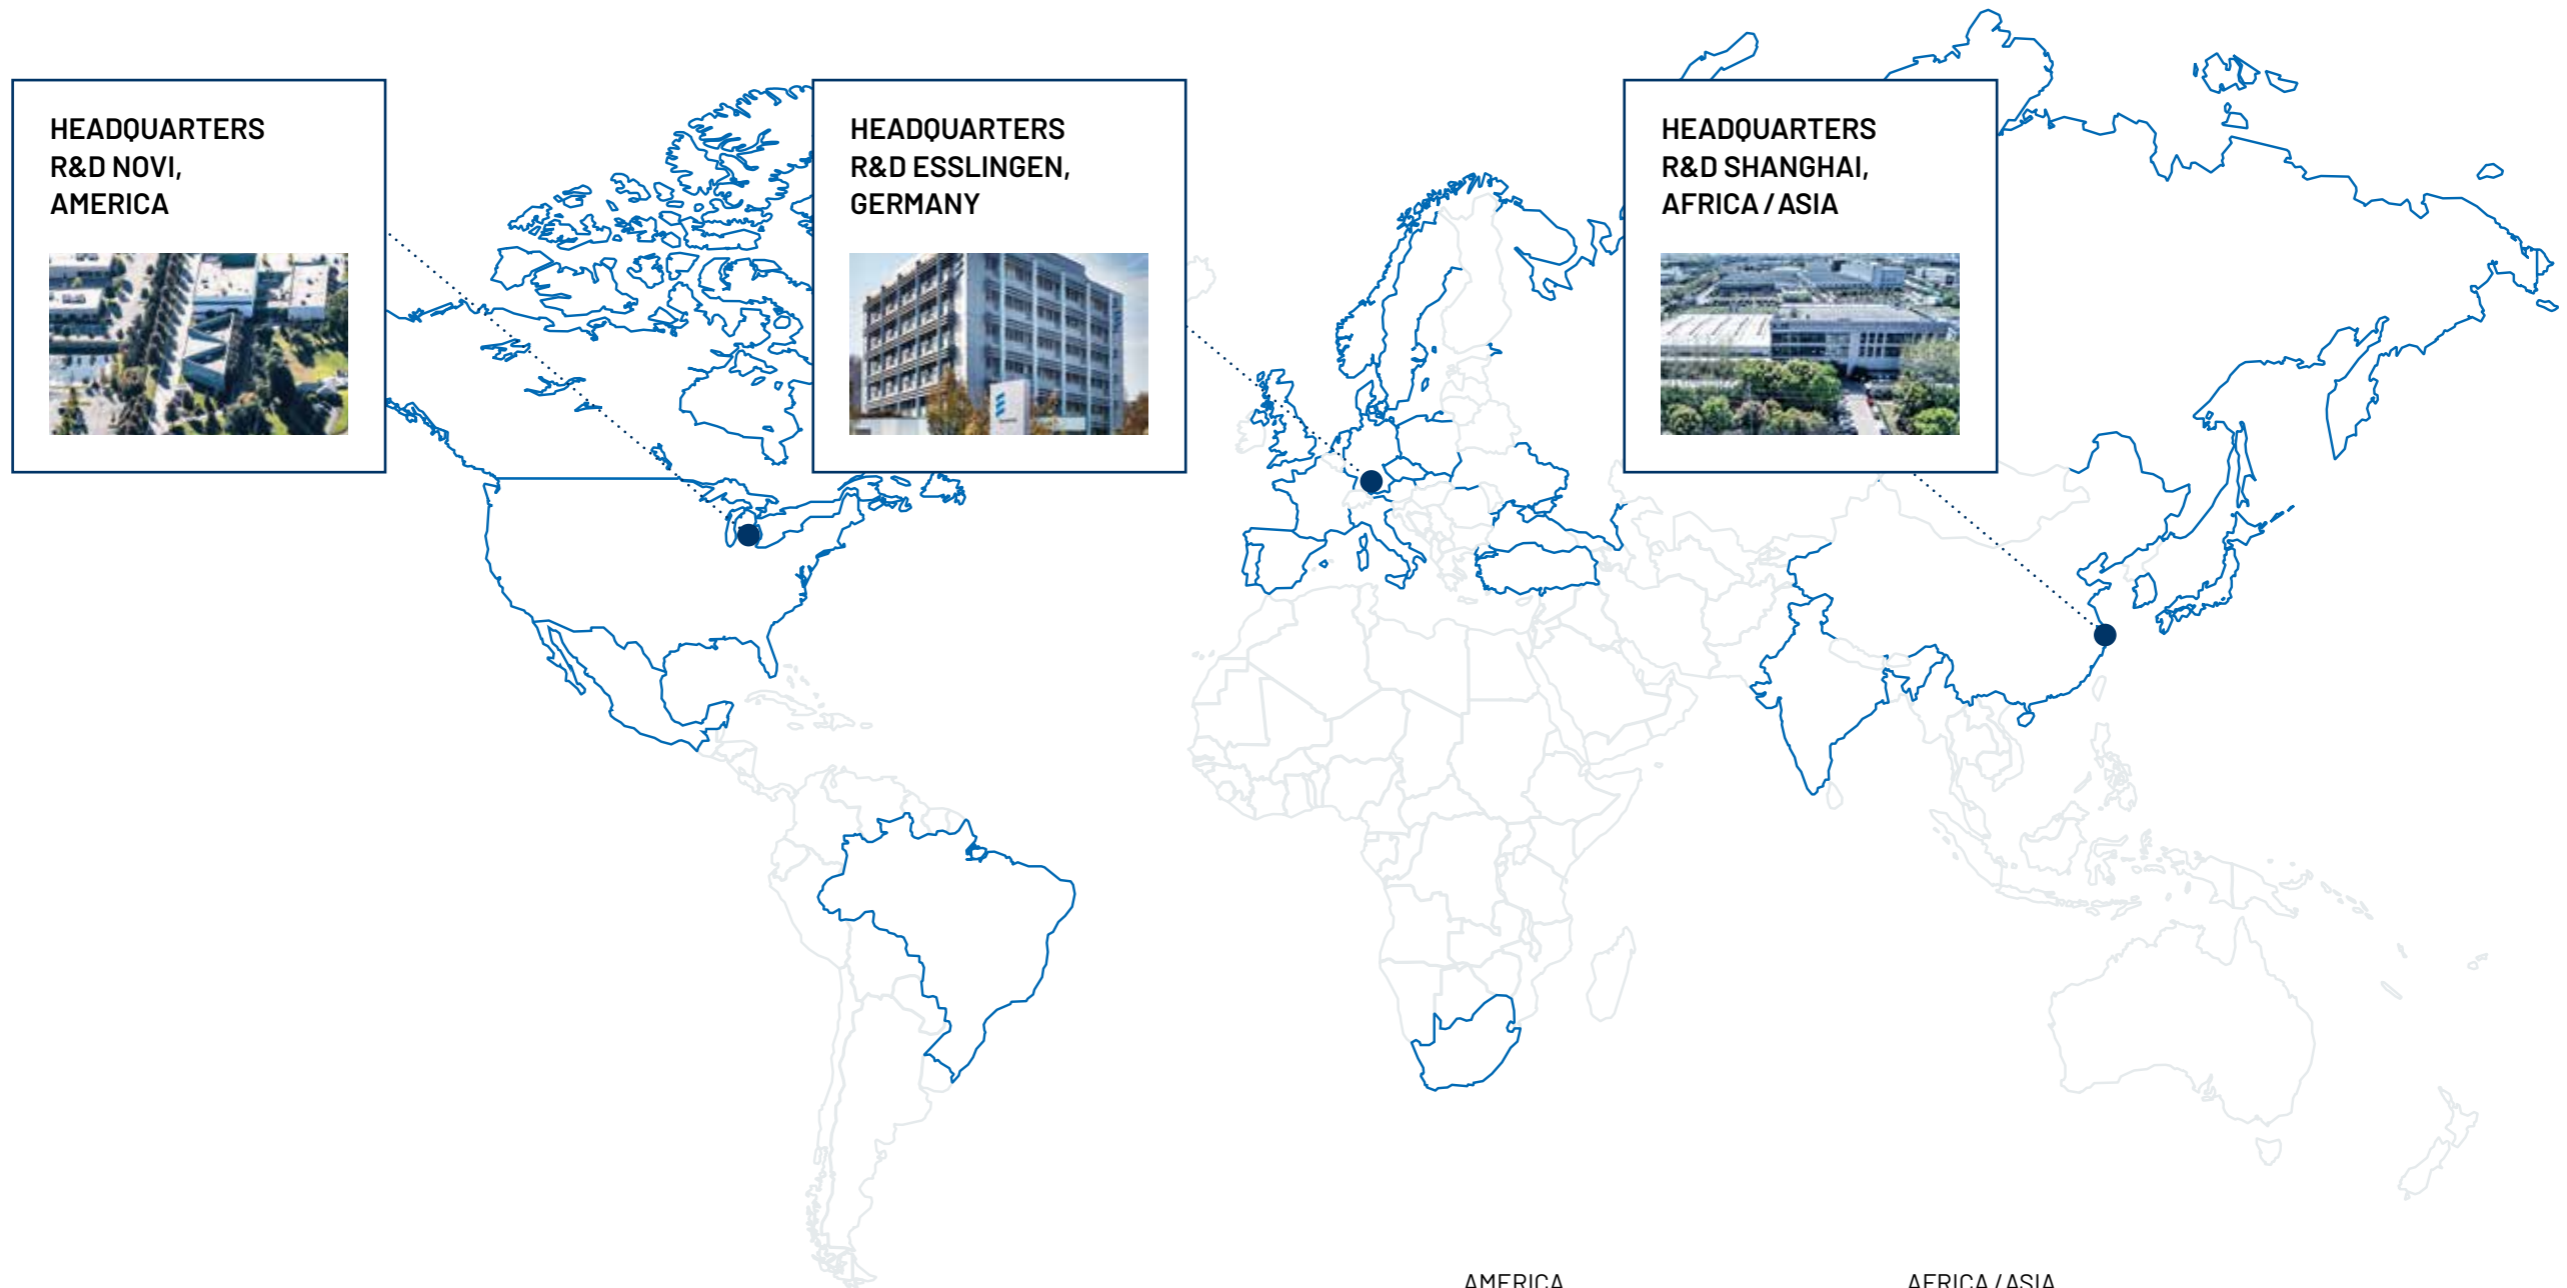 HEADQUARTERS
R&D NOVI,
AMERICA
HEADQUARTERS
R&D ESSLINGEN,
GERMANY
HEADQUARTERS
R&D SHANGHAI,
AFRICA / ASIA
AMERICA
AFRICA / ASIA